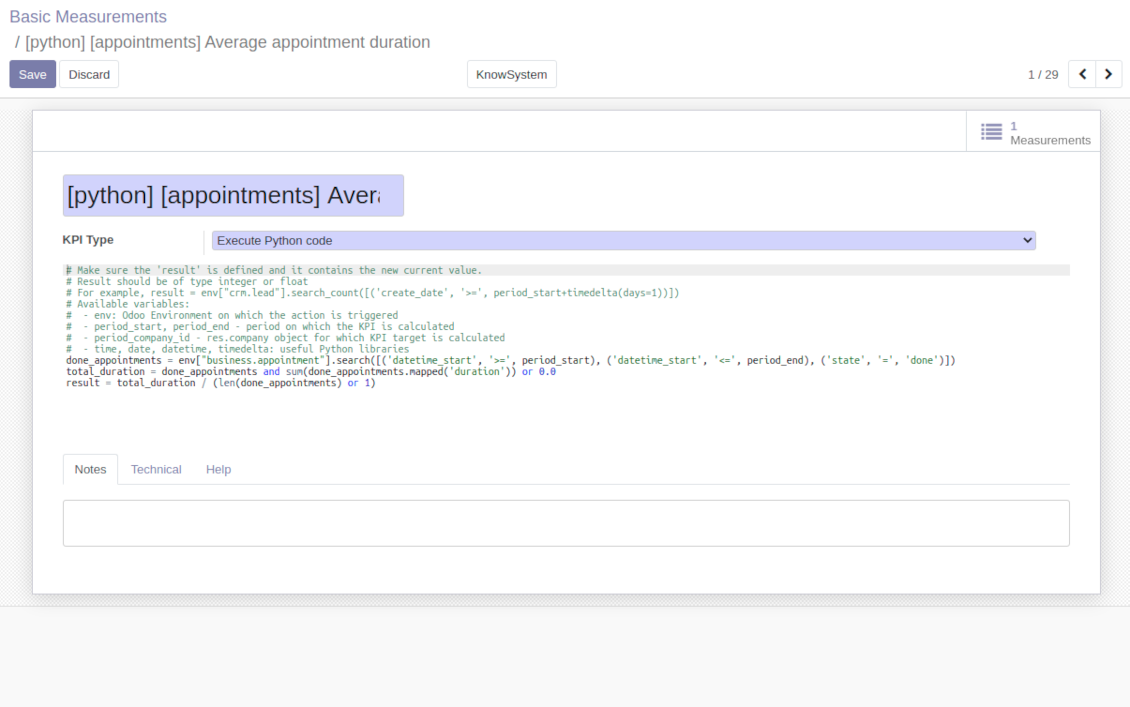 Basic Measurements
/ [python] [appointments] Average appointment duration
Save Discard KnowSystem 1 / 29
1
Measurements
[python] [appointments] Avera
KPI Type Execute Python code
# Make sure the 'result' is defined and it contains the new current value.
# Result should be of type integer or float
# For example, result = env["crm.lead"].search_count([('create_date', '>=', period_start+timedelta(days=1))])
# Available variables:
#  - env: Odoo Environment on which the action is triggered
#  - period_start, period_end - period on which the KPI is calculated
#  - period_company_id - res.company object for which KPI target is calculated
#  - time, date, datetime, timedelta: useful Python libraries
done_appointments = env["business.appointment"].search([('datetime_start', '>=', period_start), ('datetime_start', '<=', period_end), ('state', '=', 'done')])
total_duration = done_appointments and sum(done_appointments.mapped('duration')) or 0.0
result = total_duration / (len(done_appointments) or 1)
Notes Technical Help